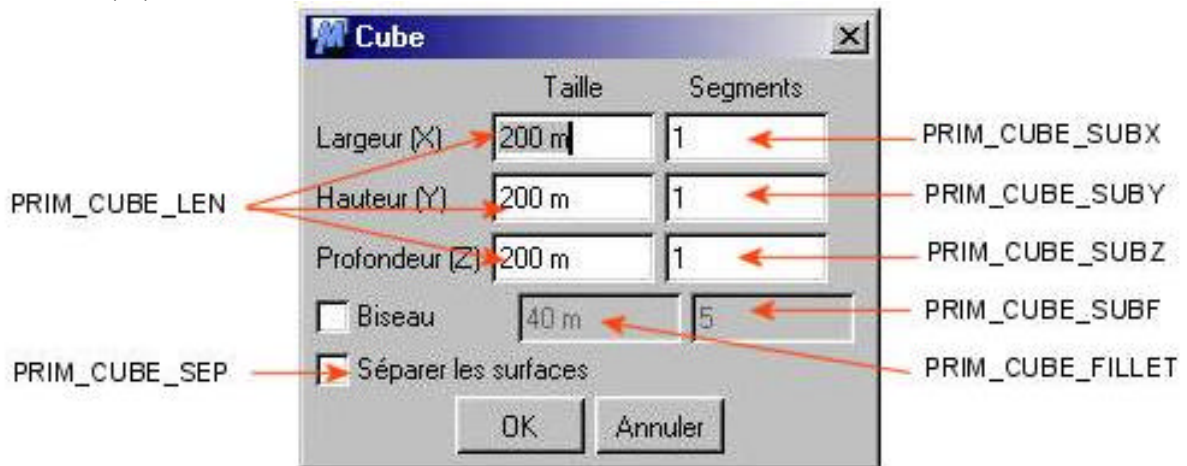 Cube
Taille Segments
Largeur (X) 200 m 1 PRIM_CUBE_SUBX
PRIM_CUBE_LEN Hauteur (Y) 200 m 1 PRIM_CUBE_SUBY
Profondeur (Z) 200 m 1 PRIM_CUBE_SUBZ
Biseau 40 m 5 PRIM_CUBE_SUBF
PRIM_CUBE_SEP Séparer les surfaces PRIM_CUBE_FILLET
OK Annuler